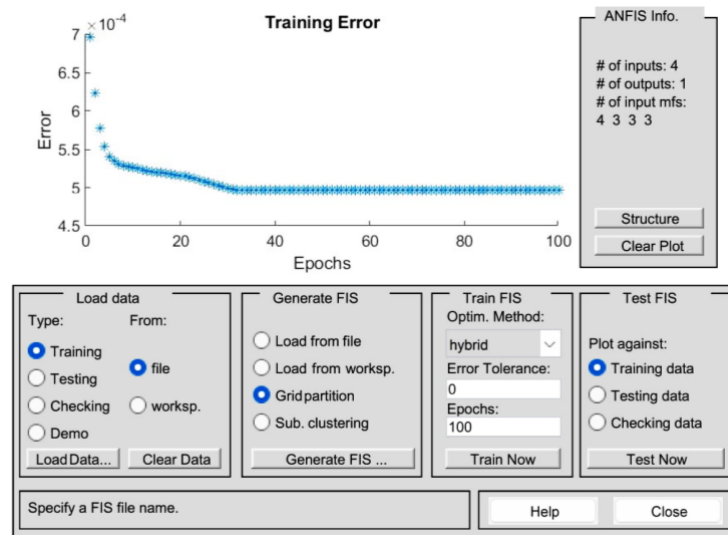 7 ×10⁻⁴
Training Error
6.5
6
5.5
5
4.5
Error
0
20
40
60
80
100
Epochs
ANFIS Info.
# of inputs: 4
# of outputs: 1
# of input mfs:
4 3 3 3
Structure
Clear Plot
Load data
Type:
From:
Training
Testing
Checking
Demo
file
worksp.
Load Data...
Clear Data
Generate FIS
Load from file
Load from worksp.
Grid partition
Sub. clustering
Generate FIS ...
Train FIS
Optim. Method:
hybrid
Error Tolerance:
0
Epochs:
100
Train Now
Test FIS
Plot against:
Training data
Testing data
Checking data
Test Now
Specify a FIS file name.
Help
Close